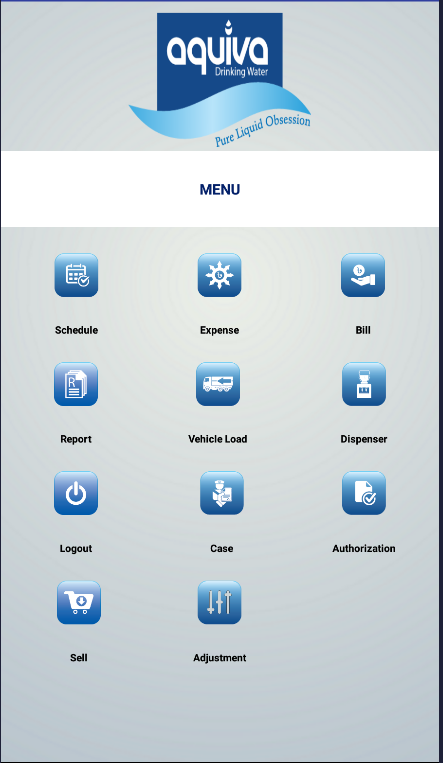 aquiva
Drinking Water
Pure Liquid Obsession
MENU
Schedule
Expense
Bill
Report
Vehicle Load
Dispenser
Logout
Case
Authorization
Sell
Adjustment